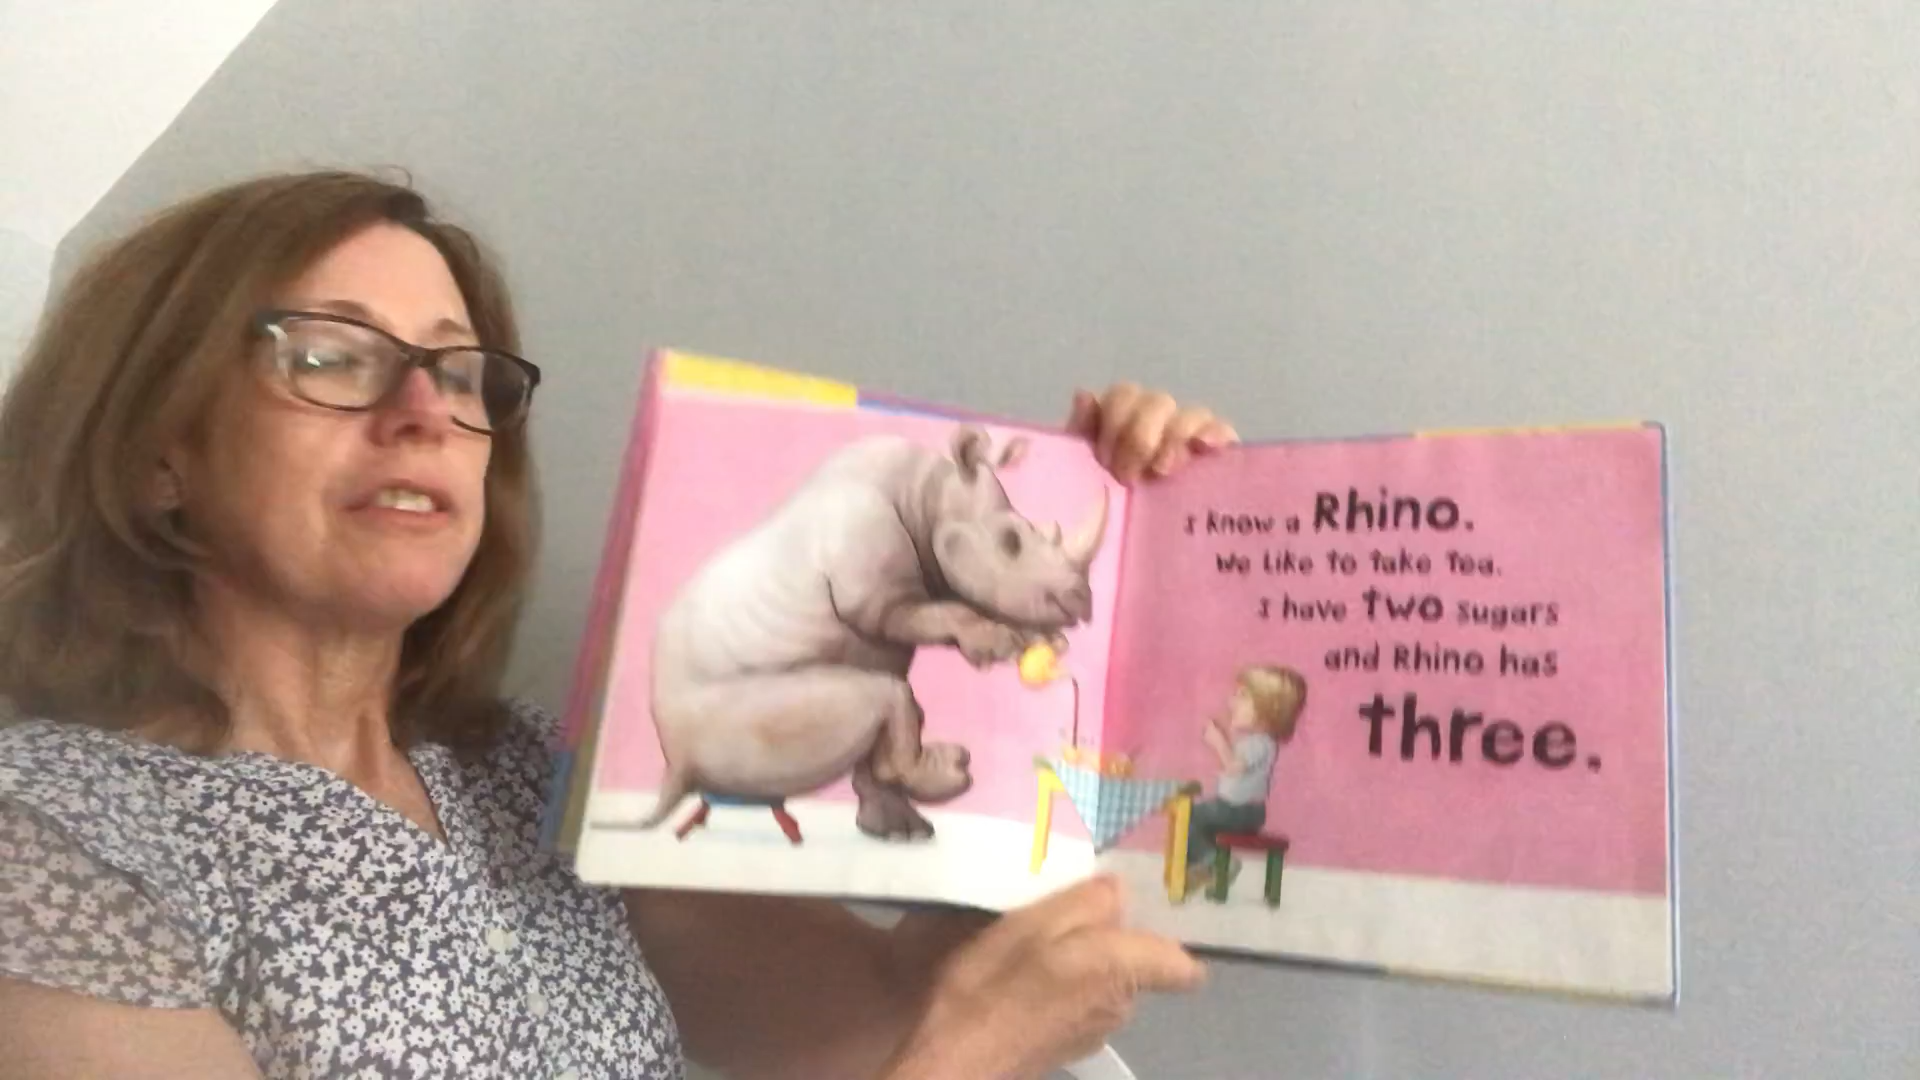 I know a Rhino.
We like to take tea.
I have two sugars
and Rhino has
three.